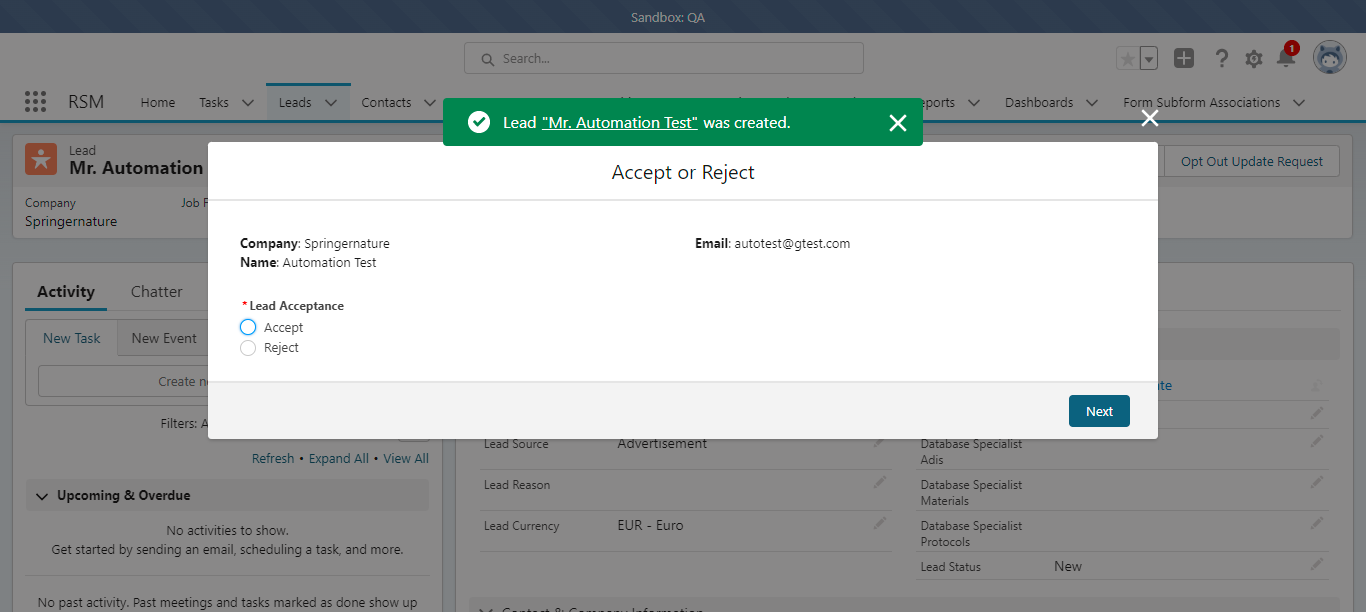 Sandbox: QA
Search...
1
RSM Home Tasks Leads Contacts Dashboards Form Subform Associations
Lead "Mr. Automation Test" was created.
Lead
Mr. Automation
Opt Out Update Request
Company Job
Springernature
Accept or Reject
Company: Springernature Email: autotest@gtest.com
Name: Automation Test
*Lead Acceptance
Accept
Reject
Next
Activity Chatter
New Task New Event
Create
Filters:
Refresh • Expand All • View All
Upcoming & Overdue
No activities to show.
Get started by sending an email, scheduling a task, and more.
No past activity. Past meetings and tasks marked as done show up
Lead Source Advertisement Database Specialist
Adis
Lead Reason Database Specialist
Materials
Lead Currency EUR - Euro Database Specialist
Protocols
Lead Status New
Contact & Company Information